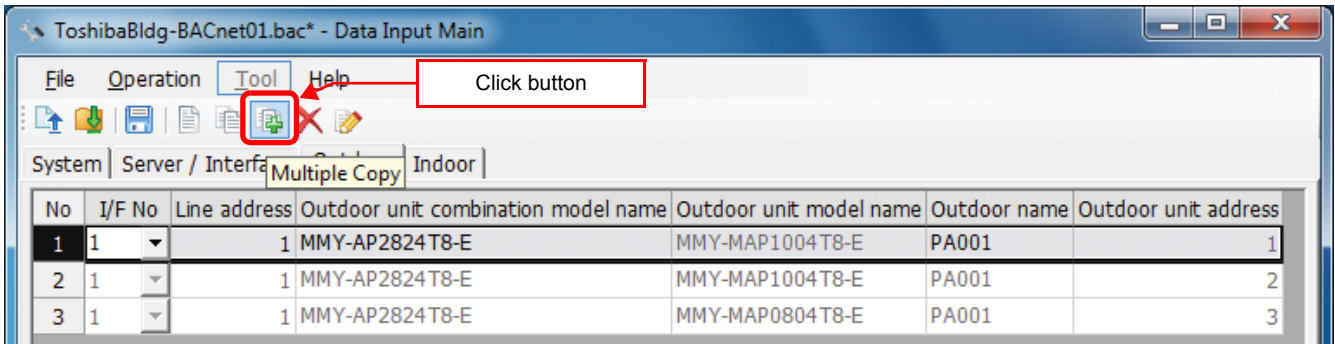 ToshibaBldg-BACnet01.bac* - Data Input Main
File Operation Tool Help
Click button
System Server / Interfa Indoor
Multiple Copy
No I/F No Line address Outdoor unit combination model name Outdoor unit model name Outdoor name Outdoor unit address
1 1 1 MMY-AP2824T8-E MMY-MAP1004T8-E PA001 1
2 1 1 MMY-AP2824T8-E MMY-MAP1004T8-E PA001 2
3 1 1 MMY-AP2824T8-E MMY-MAP0804T8-E PA001 3